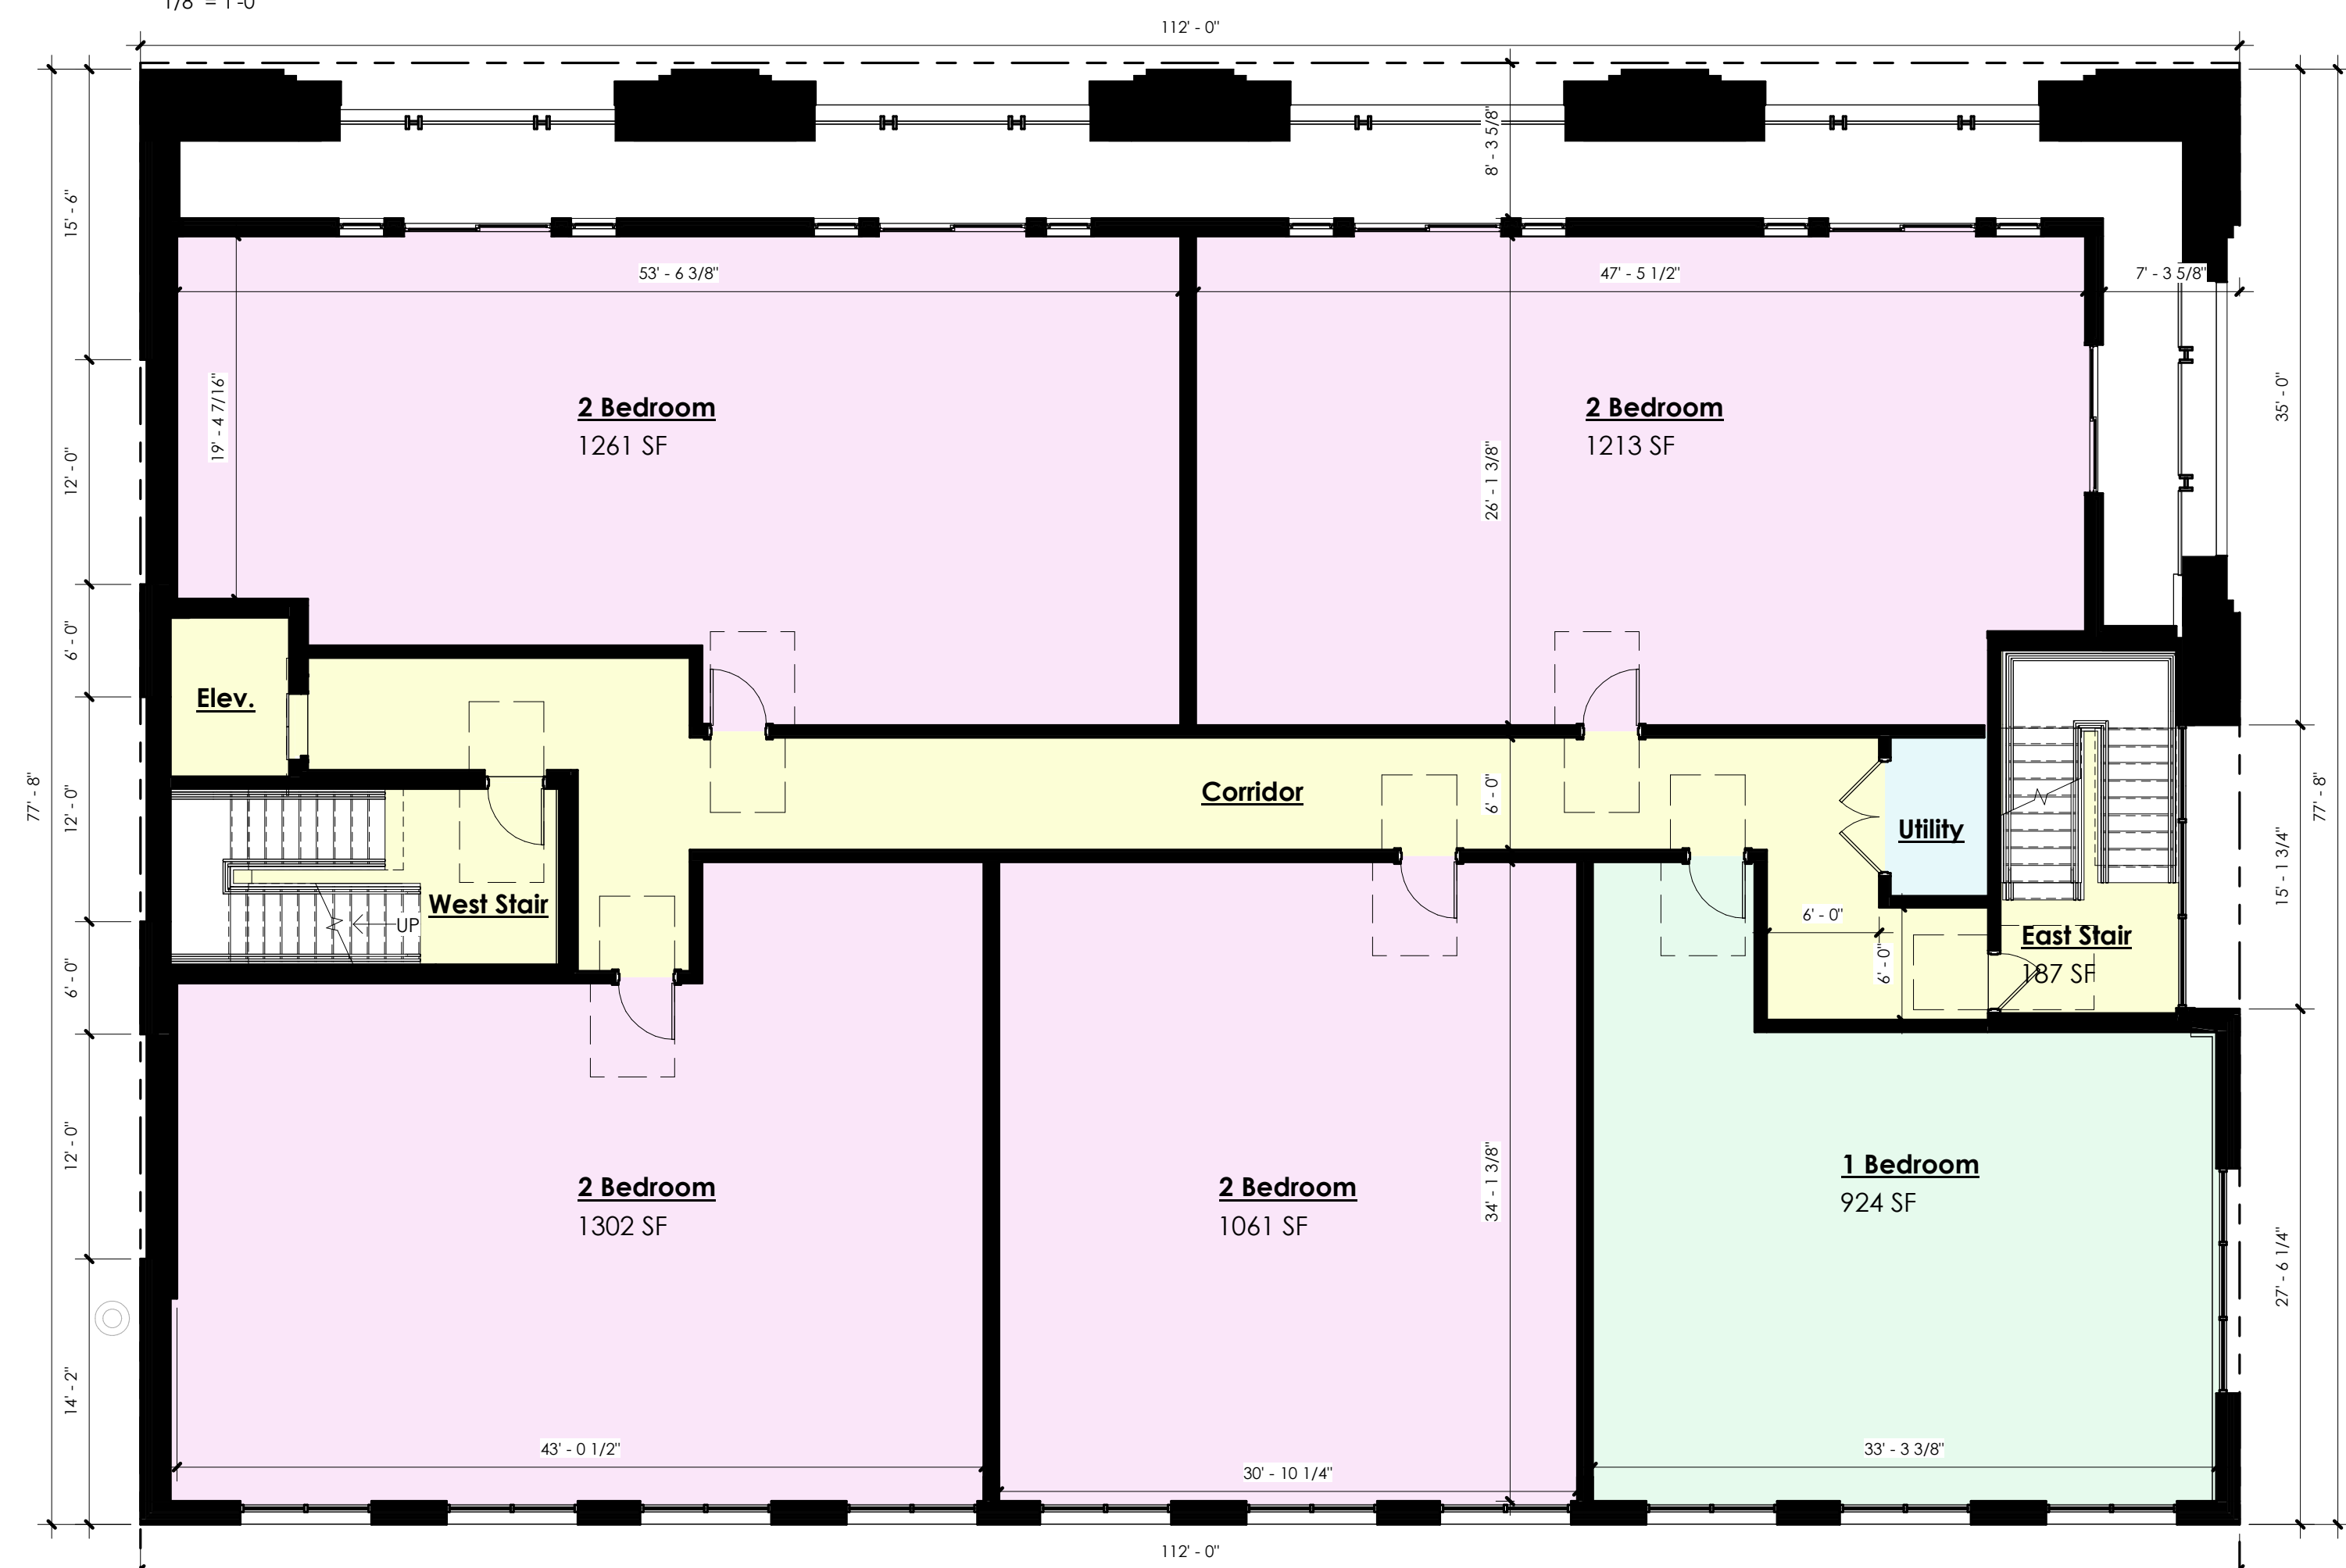 1/8" = 1'-0"
112' - 0"
8' - 3 5/8"
15' - 6"
53' - 6 3/8"
47' - 5 1/2"
7' - 3 5/8"
19' - 4 7/16"
2 Bedroom
1261 SF
2 Bedroom
1213 SF
35' - 0"
12' - 0"
26' - 1 3/8"
6' - 0"
Elev.
77' - 8"
12' - 0"
Corridor
6' - 0"
Utility
77' - 8"
15' - 1 3/4"
West Stair
UP
6' - 0"
East Stair
187 SF
6' - 0"
6' - 0"
12' - 0"
2 Bedroom
1302 SF
2 Bedroom
1061 SF
34' - 1 3/8"
1 Bedroom
924 SF
27' - 6 1/4"
14' - 2"
43' - 0 1/2"
30' - 10 1/4"
33' - 3 3/8"
112' - 0"